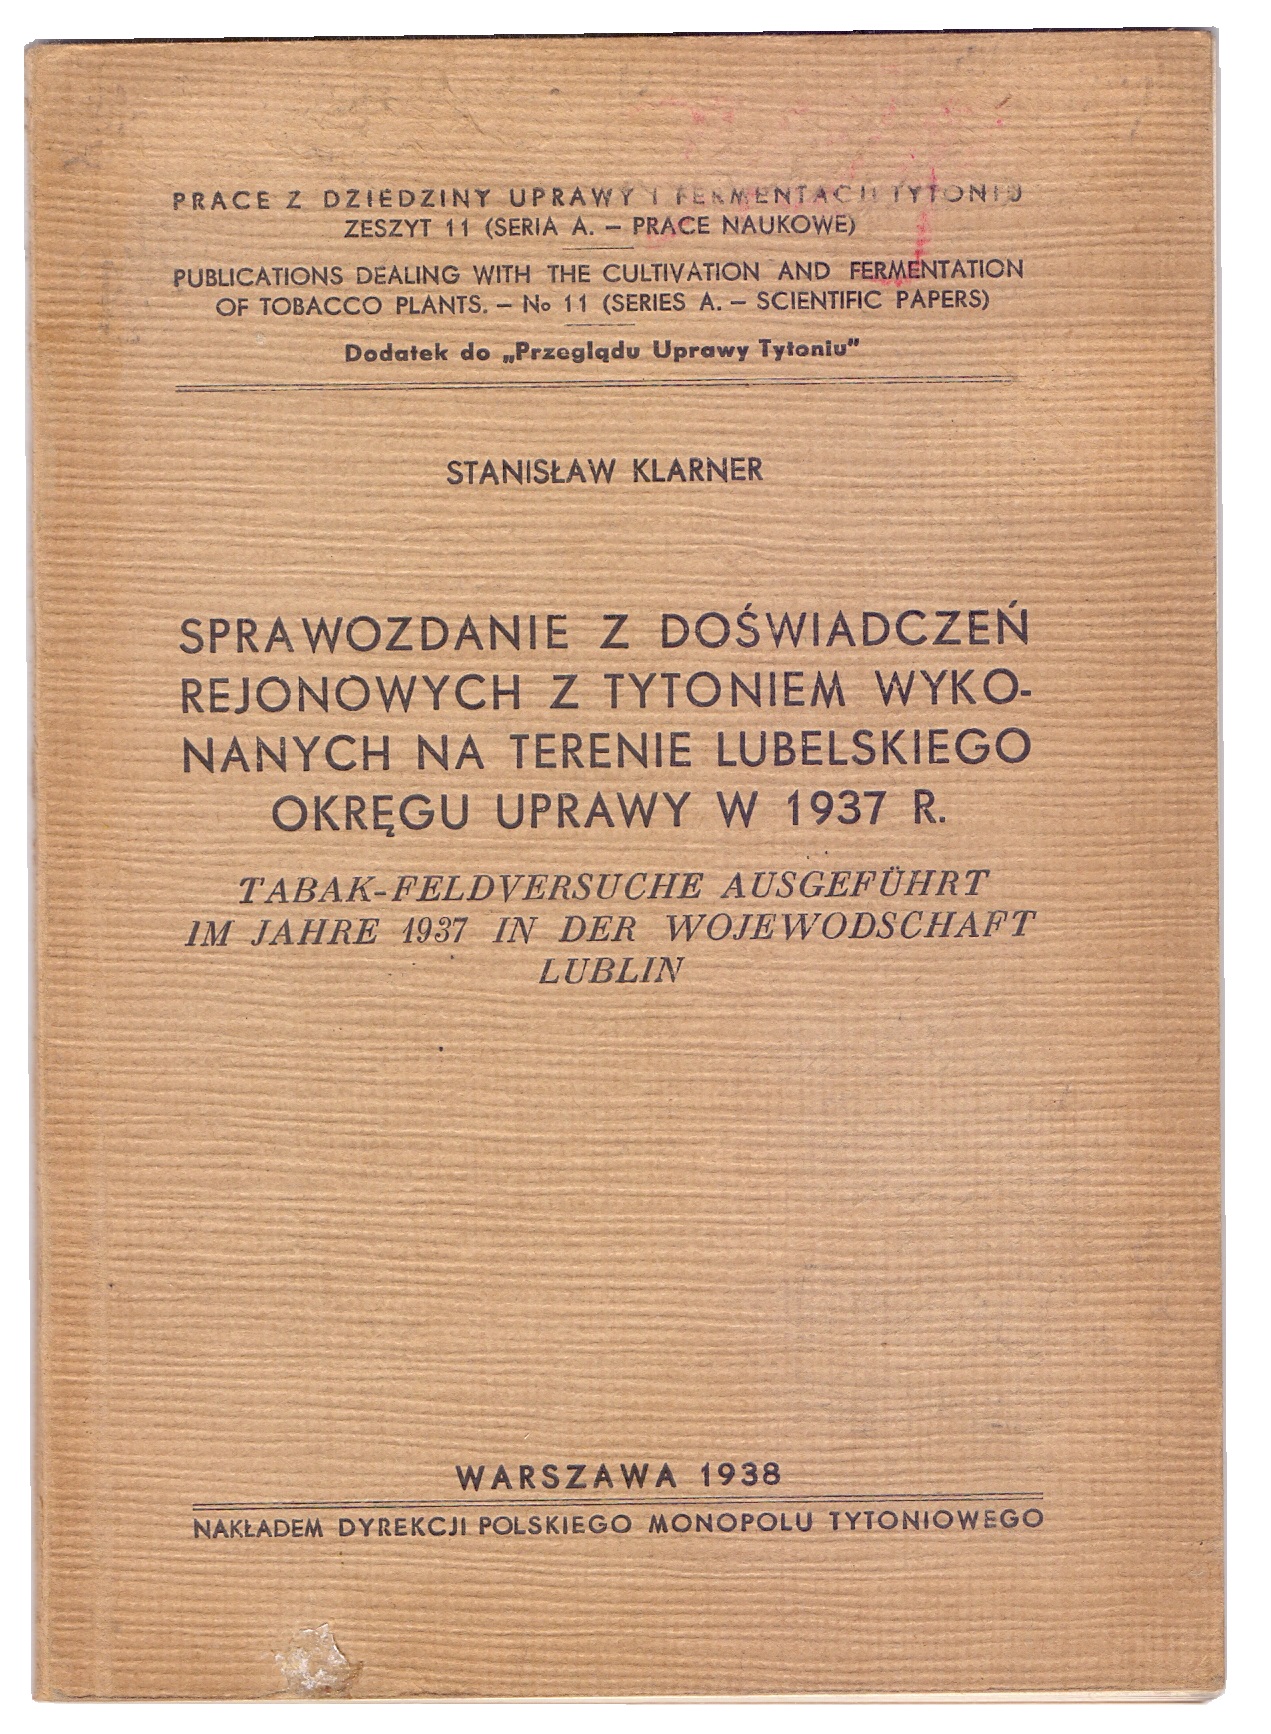 PRACE Z DZIEDZINY UPRAWY I FERMENTACJI TYTONIU
ZESZYT 11 (SERIA A. – PRACE NAUKOWE)
PUBLICATIONS DEALING WITH THE CULTIVATION AND FERMENTATION
OF TOBACCO PLANTS. – No 11 (SERIES A. – SCIENTIFIC PAPERS)
Dodatek do „Przeglądu Uprawy Tytoniu"
STANISŁAW KLARNER
SPRAWOZDANIE Z DOŚWIADCZEŃ
REJONOWYCH Z TYTONIEM WYKO-
NANYCH NA TERENIE LUBELSKIEGO
OKRĘGU UPRAWY W 1937 R.
TABAK-FELDVERSUCHE AUSGEFÜHRT
IM JAHRE 1937 IN DER WOJEWODSCHAFT
LUBLIN
WARSZAWA 1938
NAKŁADEM DYREKCJI POLSKIEGO MONOPOLU TYTONIOWEGO